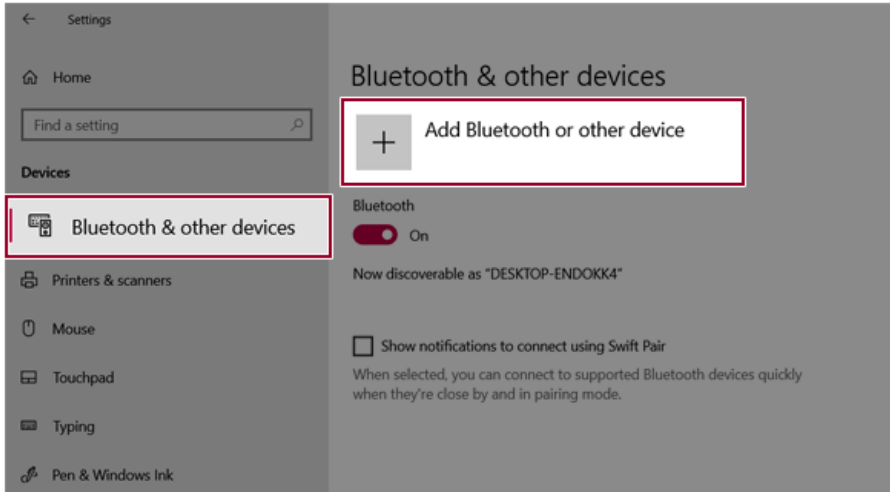 Settings
Home
Find a setting
Devices
Bluetooth & other devices
Printers & scanners
Mouse
Touchpad
Typing
Pen & Windows Ink
Bluetooth & other devices
Add Bluetooth or other device
Bluetooth
On
Now discoverable as "DESKTOP-ENDOKK4"
Show notifications to connect using Swift Pair
When selected, you can connect to supported Bluetooth devices quickly
when they're close by and in pairing mode.